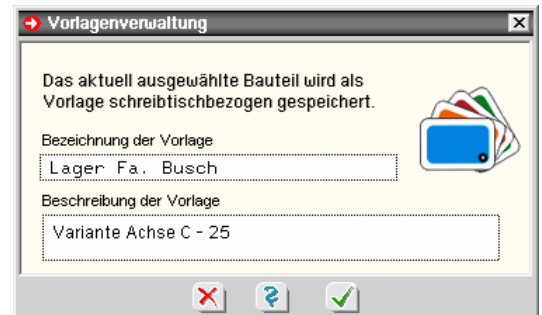 Vorlagenverwaltung
Das aktuell ausgewählte Bauteil wird als
Vorlage schreibtischbezogen gespeichert.
Bezeichnung der Vorlage
Lager Fa. Busch
Beschreibung der Vorlage
Variante Achse C - 25